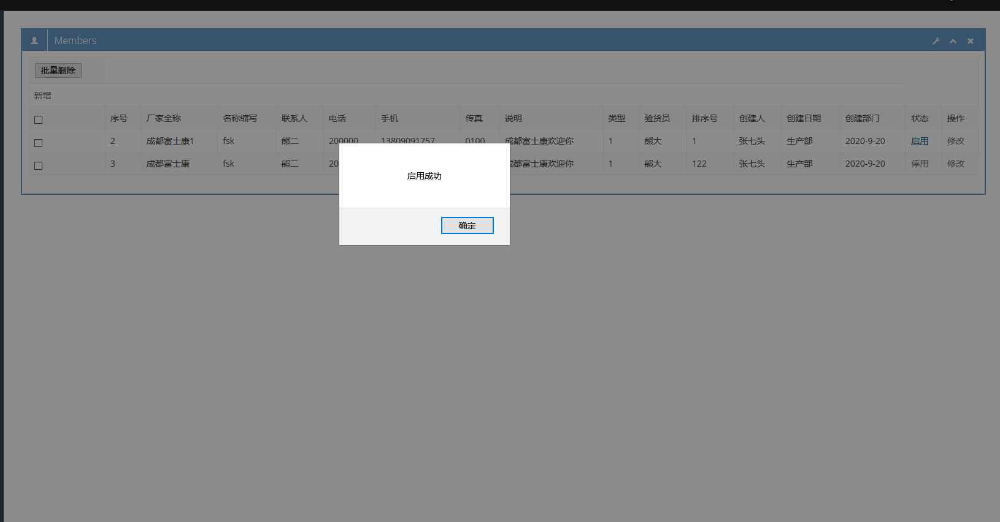 Members
批量删除
新增
序号 厂家全称 名称缩写 联系人 电话 手机 传真 说明 类型 验货员 排序号 创建人 创建日期 创建部门 状态 操作
2 成都富士康1 fsk 熊二 200000 13809091757 0100 成都富士康欢迎你 1 熊大 1 张七头 生产部 2020-9-20 启用 修改
3 成都富士康 fsk 熊二 20 成都富士康欢迎你 1 熊大 122 张七头 生产部 2020-9-20 停用 修改
启用成功
确定